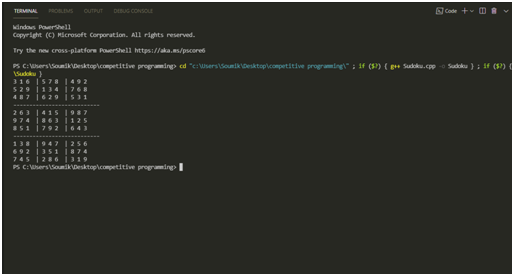 TERMINAL PROBLEMS OUTPUT DEBUG CONSOLE Code
Windows PowerShell
Copyright (C) Microsoft Corporation. All rights reserved.
Try the new cross-platform PowerShell https://aka.ms/pscore6
PS C:\Users\Soumik\Desktop\competitive programming> cd "c:\Users\Soumik\Desktop\competitive programming\" ; if ($?) { g++ Sudoku.cpp -o Sudoku } ; if ($?) {
\Sudoku }
3 1 6 | 5 7 8 | 4 9 2
5 2 9 | 1 3 4 | 7 6 8
4 8 7 | 6 2 9 | 5 3 1
---------------------------
2 6 3 | 4 1 5 | 9 8 7
9 7 4 | 8 6 3 | 1 2 5
8 5 1 | 7 9 2 | 6 4 3
---------------------------
1 3 8 | 9 4 7 | 2 5 6
6 9 2 | 3 5 1 | 8 7 4
7 4 5 | 2 8 6 | 3 1 9
PS C:\Users\Soumik\Desktop\competitive programming>